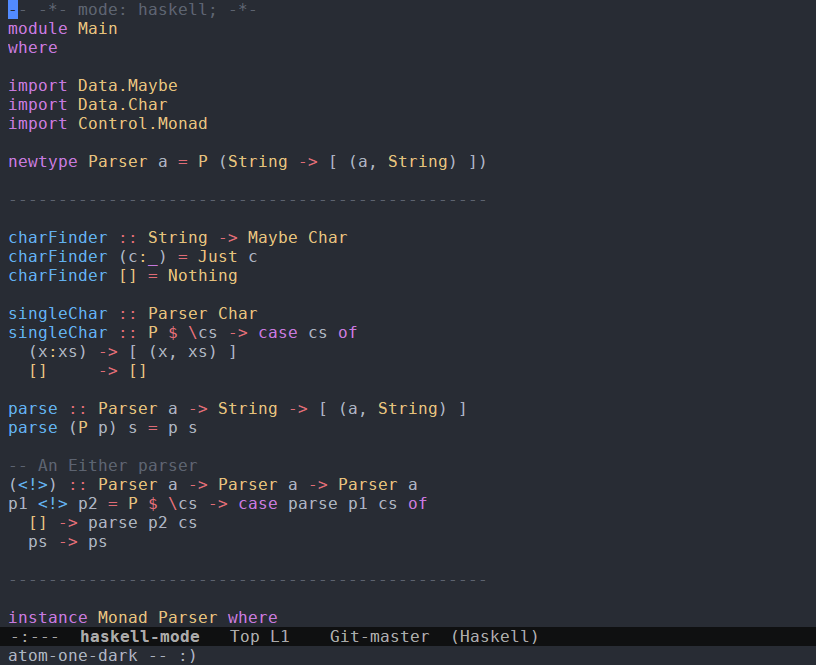 -- -*- mode: haskell; -*-
module Main
where

import Data.Maybe
import Data.Char
import Control.Monad

newtype Parser a = P (String -> [ (a, String) ])

------------------------------------------------

charFinder :: String -> Maybe Char
charFinder (c:_) = Just c
charFinder [] = Nothing

singleChar :: Parser Char
singleChar :: P $ \cs -> case cs of
  (x:xs) -> [ (x, xs) ]
  []     -> []

parse :: Parser a -> String -> [ (a, String) ]
parse (P p) s = p s

-- An Either parser
(<!>) :: Parser a -> Parser a -> Parser a
p1 <!> p2 = P $ \cs -> case parse p1 cs of
  [] -> parse p2 cs
  ps -> ps

------------------------------------------------

instance Monad Parser where
-:---  haskell-mode   Top L1    Git-master  (Haskell)
atom-one-dark -- :)